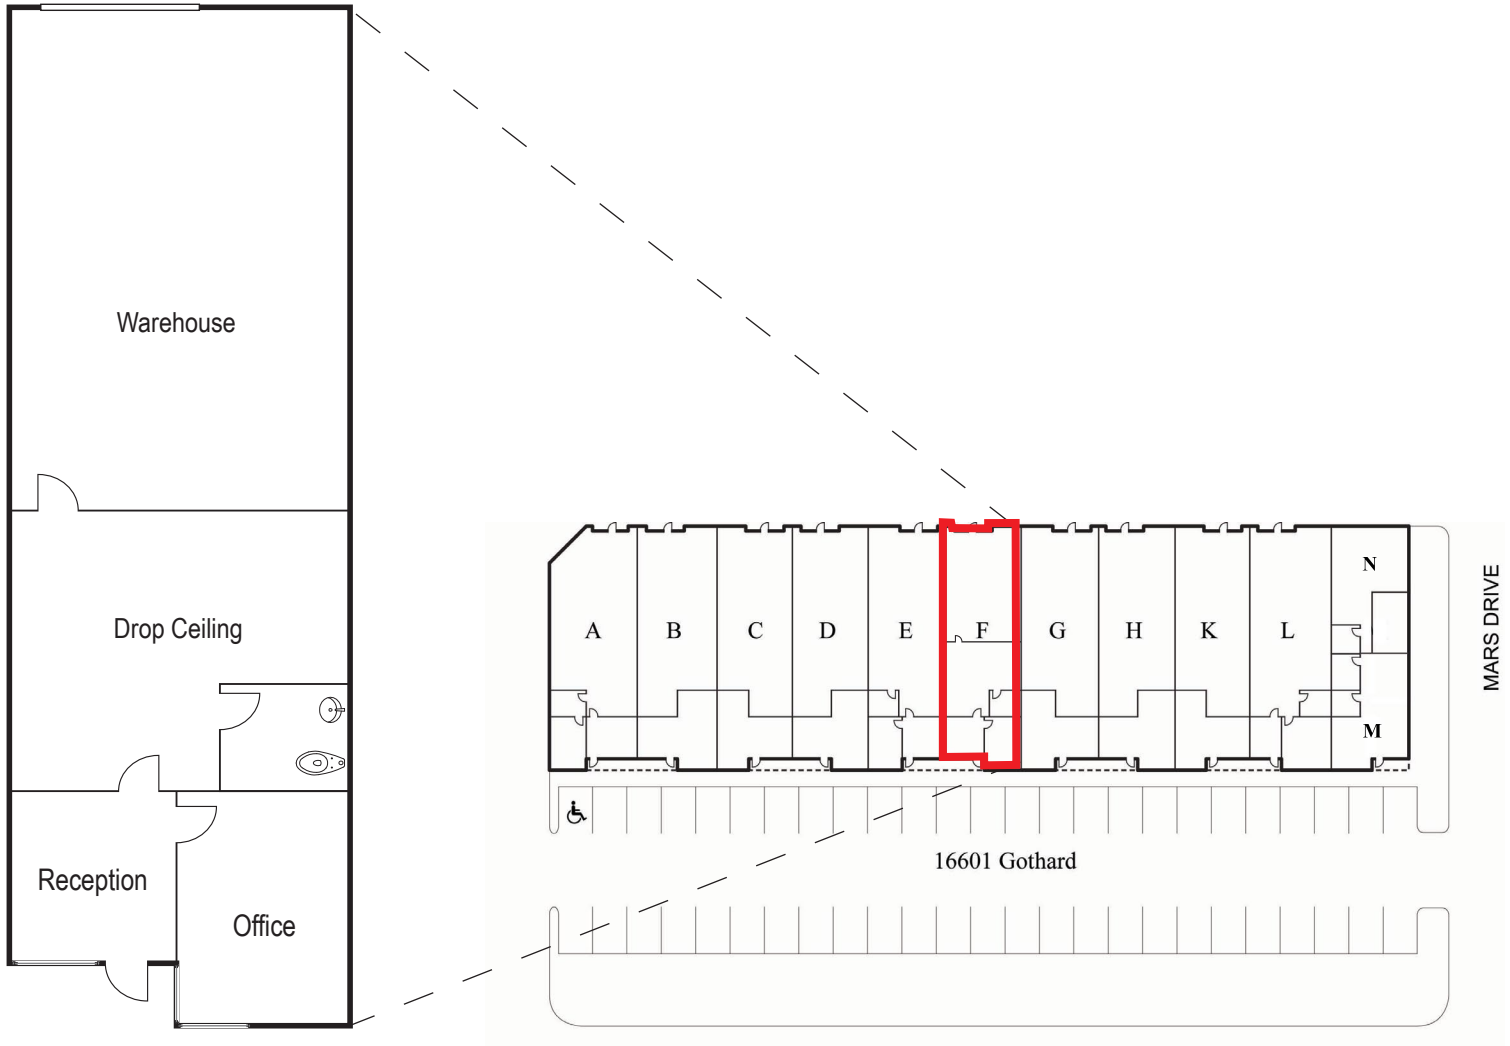 Warehouse
Drop Ceiling
Reception
Office
A B C D E F G H K L N
M
16601 Gothard
MARS DRIVE